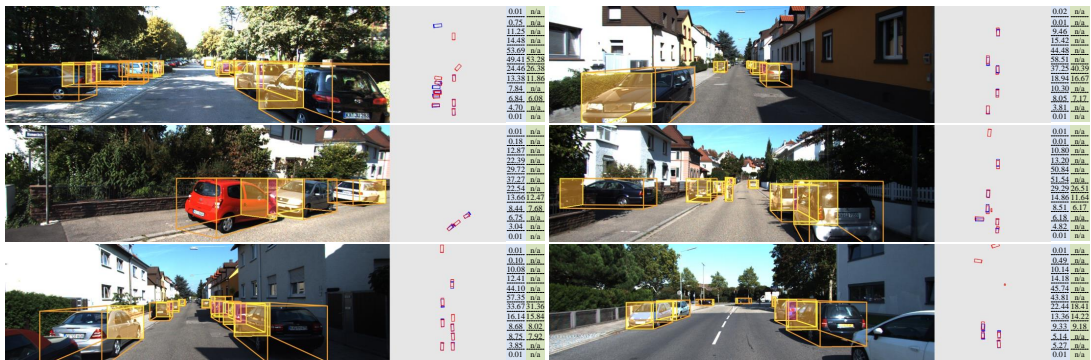 0.01 n/a
0.75 n/a
11.25 n/a
14.48 n/a
53.69 n/a
49.41 53.28
24.46 26.38
13.38 11.86
7.84 n/a
6.84 6.08
4.70 n/a
0.01 n/a
0.02 n/a
0.01 n/a
9.46 n/a
15.42 n/a
44.48 n/a
58.51 n/a
37.25 40.39
18.94 16.67
10.30 n/a
8.05 7.17
3.81 n/a
0.01 n/a
0.01 n/a
0.18 n/a
12.87 n/a
22.39 n/a
29.72 n/a
37.27 n/a
22.54 n/a
13.66 12.47
8.44 7.68
6.75 n/a
3.04 n/a
0.01 n/a
0.01 n/a
0.01 n/a
10.80 n/a
13.20 n/a
50.84 n/a
51.54 n/a
29.29 26.51
14.86 11.64
8.51 6.17
6.18 n/a
4.82 n/a
0.01 n/a
0.01 n/a
0.10 n/a
10.08 n/a
12.41 n/a
44.10 n/a
57.35 n/a
33.67 31.36
16.14 15.84
8.68 8.02
8.75 7.92
3.85 n/a
0.01 n/a
0.01 n/a
0.49 n/a
10.14 n/a
14.18 n/a
45.74 n/a
43.81 n/a
22.44 18.41
13.36 14.22
9.33 9.18
5.14 n/a
5.27 n/a
0.01 n/a